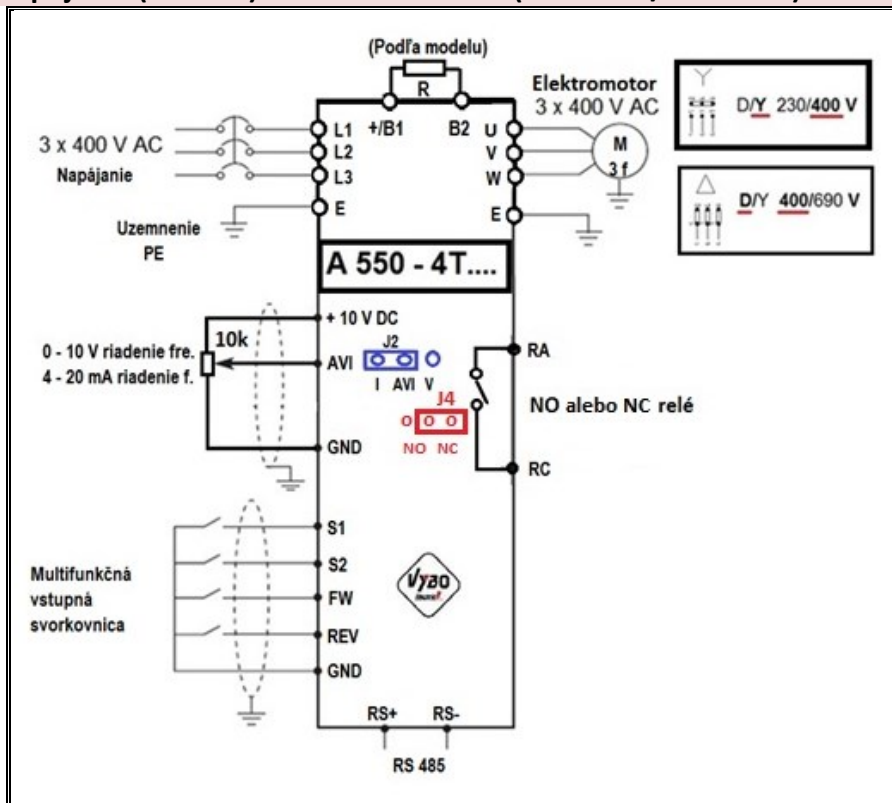 (Podľa modelu)
R
Elektromotor
3 x 400 V AC
D/Y 230/400 V
+/B1 B2
3 x 400 V AC
Napájanie
L1
L2
L3
E
U
V
W
E
M
3 f
D/Y 400/690 V
Uzemnenie
PE
A 550 - 4T....
+ 10 V DC
10k
0 - 10 V riadenie fre.
4 - 20 mA riadenie f.
AVI
J2
I AVI V
J4
NO NC
GND
RA
NO alebo NC relé
RC
S1
S2
FW
REV
GND
Multifunkčná
vstupná
svorkovnica
VYBO
RS+ RS-
RS 485